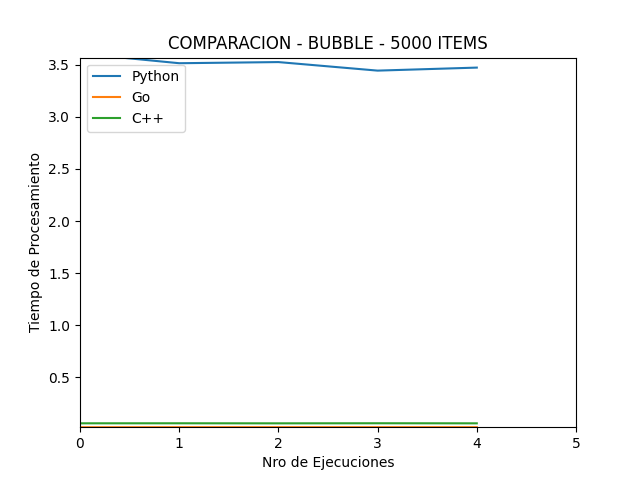 COMPARACION - BUBBLE - 5000 ITEMS
3.5
3.0
2.5
2.0
1.5
1.0
0.5
Tiempo de Procesamiento
Python
Go
C++
0 1 2 3 4 5
Nro de Ejecuciones